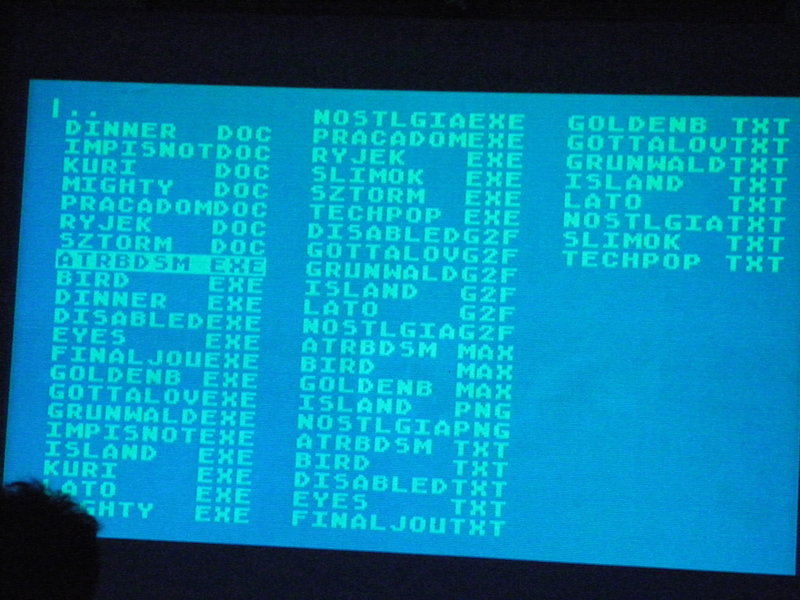 ..
DINNER DOC
IMPISNOTDOC
KURI DOC
MIGHTY DOC
PRACADOMDOC
RYJEK DOC
SZTORM DOC
ATRBDSM EXE
BIRD EXE
DINNER EXE
DISABLEDEXE
EYES EXE
FINALJOUEXE
GOLDENB EXE
GOTTALOVEXE
GRUNWALDEXE
IMPISNOTEXE
ISLAND EXE
KURI EXE
LATO EXE
GHTY EXE
NOSTLGIAEXE
PRACADOMEXE
RYJEK EXE
SLIMOK EXE
SZTORM EXE
TECHPOP EXE
DISABLEDG2F
GOTTALOVG2F
GRUNWALDG2F
ISLAND G2F
LATO G2F
NOSTLGIAG2F
ATRBDSM MAX
BIRD MAX
GOLDENB MAX
ISLAND PNG
NOSTLGIAPNG
ATRBDSM TXT
BIRD TXT
DISABLEDTXT
EYES TXT
FINALJOUTXT
GOLDENB TXT
GOTTALOVTXT
GRUNWALDTXT
ISLAND TXT
LATO TXT
NOSTLGIATXT
SLIMOK TXT
TECHPOP TXT